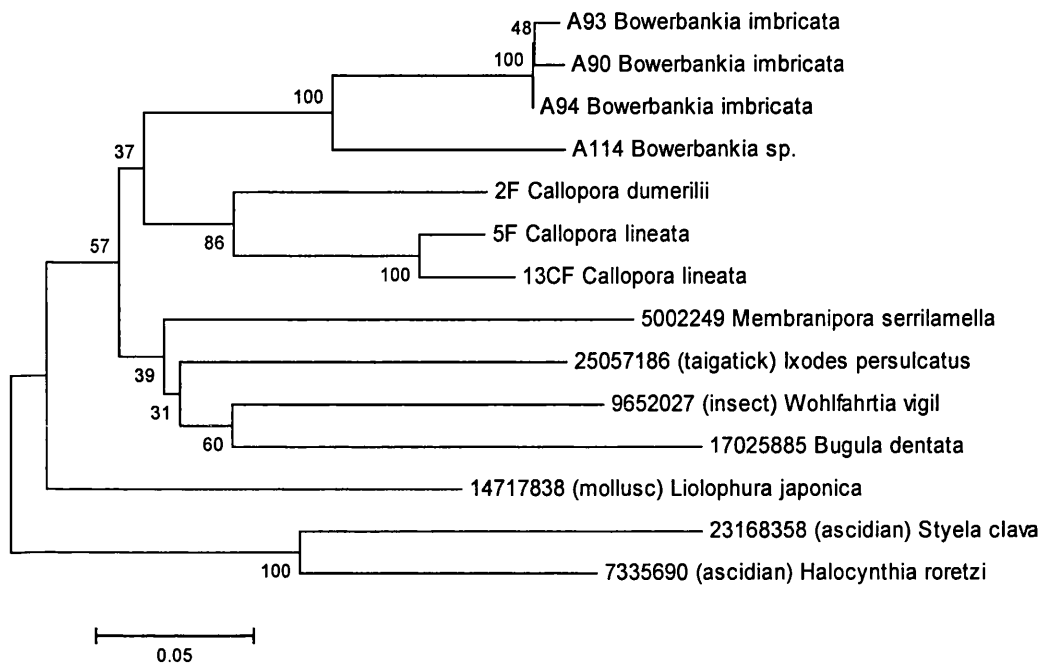 A93 Bowerbankia imbricata
48
A90 Bowerbankia imbricata
100
A94 Bowerbankia imbricata
100
A114 Bowerbankia sp.
37
2F Callopora dumerilii
86
5F Callopora lineata
57
100
13CF Callopora lineata
5002249 Membranipora serrilamella
39
25057186 (taigatick) Ixodes persulcatus
31
9652027 (insect) Wohlfahrtia vigil
60
17025885 Bugula dentata
14717838 (mollusc) Liolophura japonica
23168358 (ascidian) Styela clava
100
7335690 (ascidian) Halocynthia roretzi
0.05